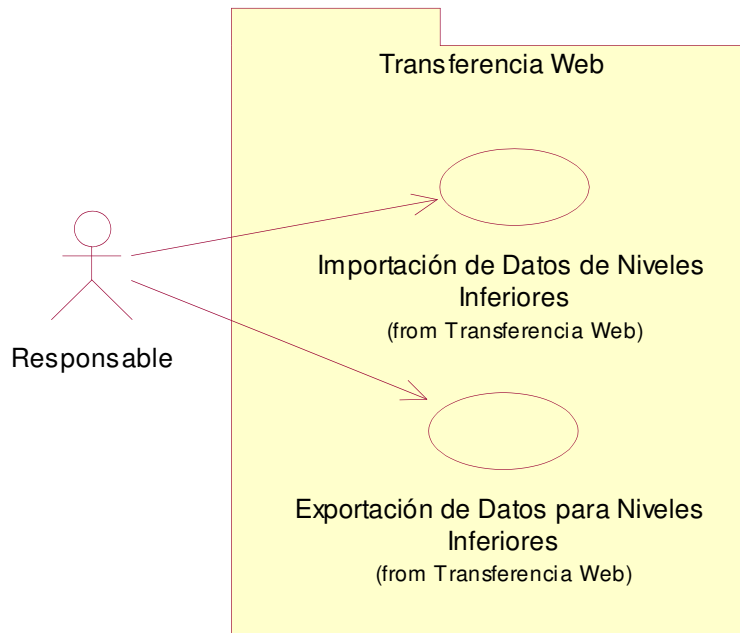 Transferencia Web
Importación de Datos de Niveles
Inferiores
(from Transferencia Web)
Responsable
Exportación de Datos para Niveles
Inferiores
(from Transferencia Web)